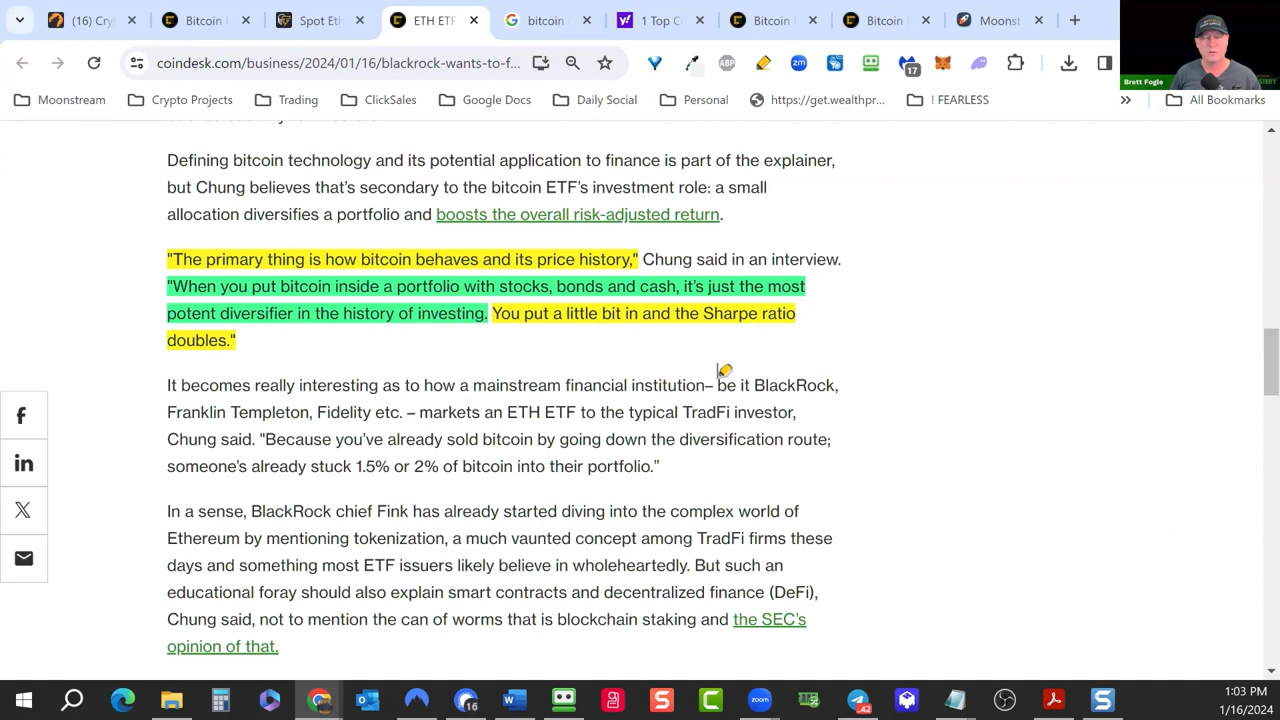 (16) Cry
Bitcoin
Spot Eth
ETH ETF
bitcoin
1 Top C
Bitcoin
Bitcoin
Moonst
coindesk.com/business/2024/01/16/blackrock-wants-to-f...
ABP
zm
17
Brett Fogle
Moonstream
Crypto Projects
Trading
ClickSales
Google Docs
Daily Social
Personal
https://get.wealthpr...
! FEARLESS
»
All Bookmarks
Defining bitcoin technology and its potential application to finance is part of the explainer,
but Chung believes that's secondary to the bitcoin ETF's investment role: a small
allocation diversifies a portfolio and boosts the overall risk-adjusted return.
"The primary thing is how bitcoin behaves and its price history," Chung said in an interview.
"When you put bitcoin inside a portfolio with stocks, bonds and cash, it's just the most
potent diversifier in the history of investing. You put a little bit in and the Sharpe ratio
doubles."
It becomes really interesting as to how a mainstream financial institution– be it BlackRock,
Franklin Templeton, Fidelity etc. – markets an ETH ETF to the typical TradFi investor,
Chung said. "Because you've already sold bitcoin by going down the diversification route;
someone's already stuck 1.5% or 2% of bitcoin into their portfolio."
In a sense, BlackRock chief Fink has already started diving into the complex world of
Ethereum by mentioning tokenization, a much vaunted concept among TradFi firms these
days and something most ETF issuers likely believe in wholeheartedly. But such an
educational foray should also explain smart contracts and decentralized finance (DeFi),
Chung said, not to mention the can of worms that is blockchain staking and the SEC's
opinion of that.
16
zoom
42
1:03 PM
1/16/2024